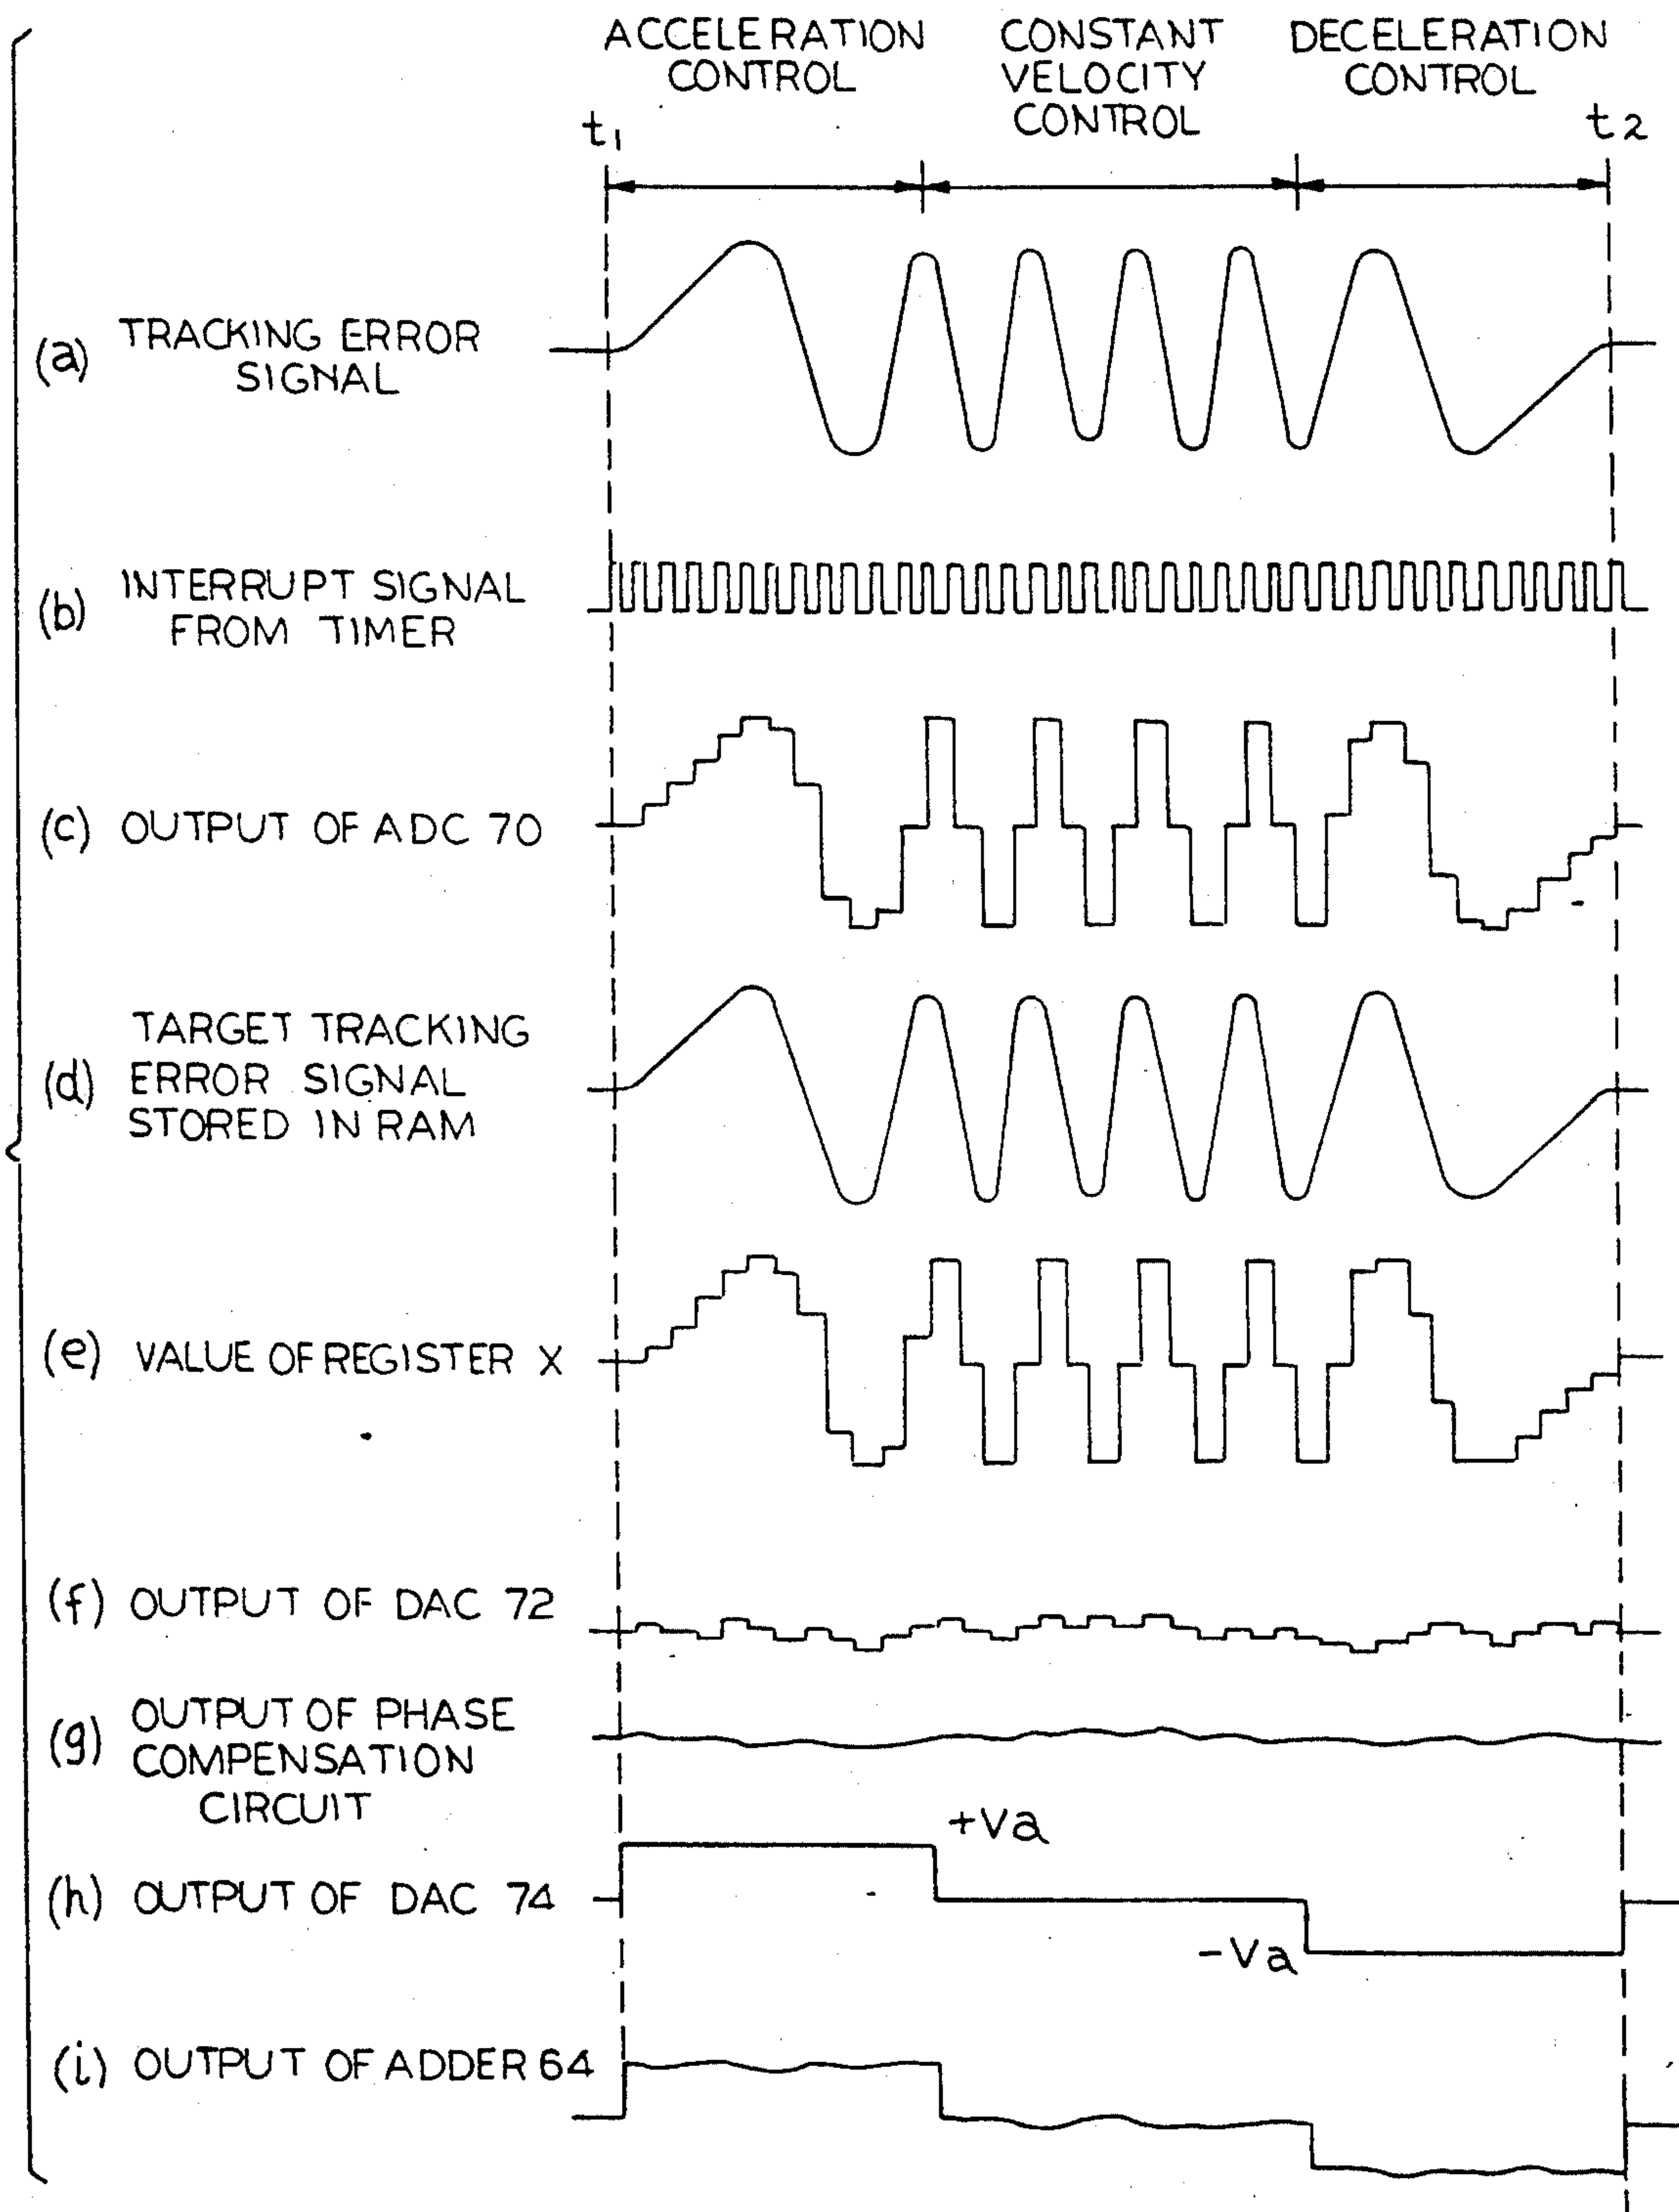 ACCELERATION
CONTROL
CONSTANT
VELOCITY
CONTROL
DECELERATION
CONTROL
t1
t2
(a) TRACKING ERROR
SIGNAL
(b) INTERRUPT SIGNAL
FROM TIMER
(c) OUTPUT OF ADC 70
(d) TARGET TRACKING
ERROR SIGNAL
STORED IN RAM
(e) VALUE OF REGISTER X
(f) OUTPUT OF DAC 72
(g) OUTPUT OF PHASE
COMPENSATION
CIRCUIT
+Va
(h) OUTPUT OF DAC 74
-Va
(i) OUTPUT OF ADDER 64